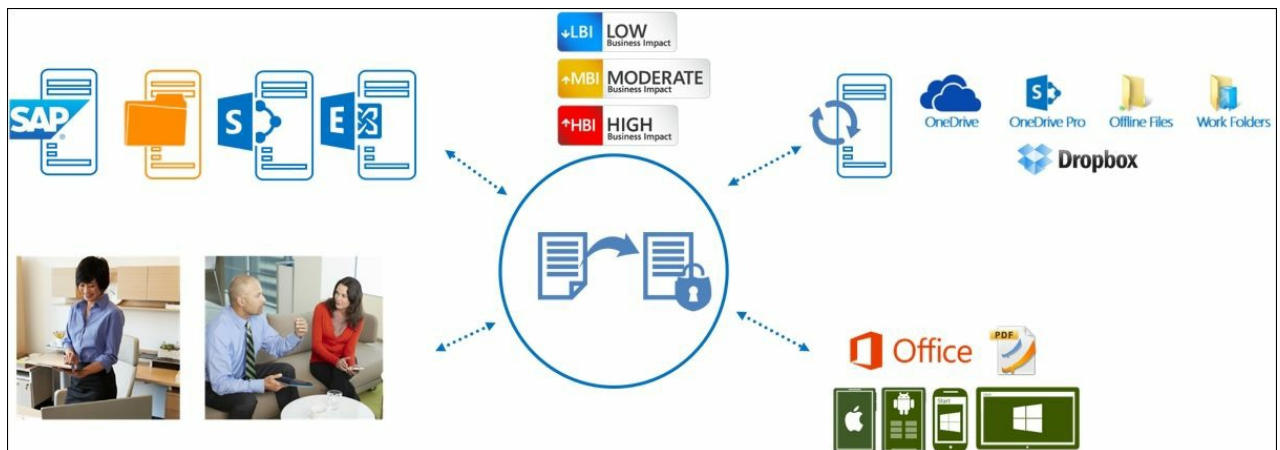 ↓LBI LOW
Business Impact
↑MBI MODERATE
Business Impact
↑HBI HIGH
Business Impact
SAP
S
E
OneDrive
S
OneDrive Pro
Offline Files
Work Folders
Dropbox
Office
PDF
Start